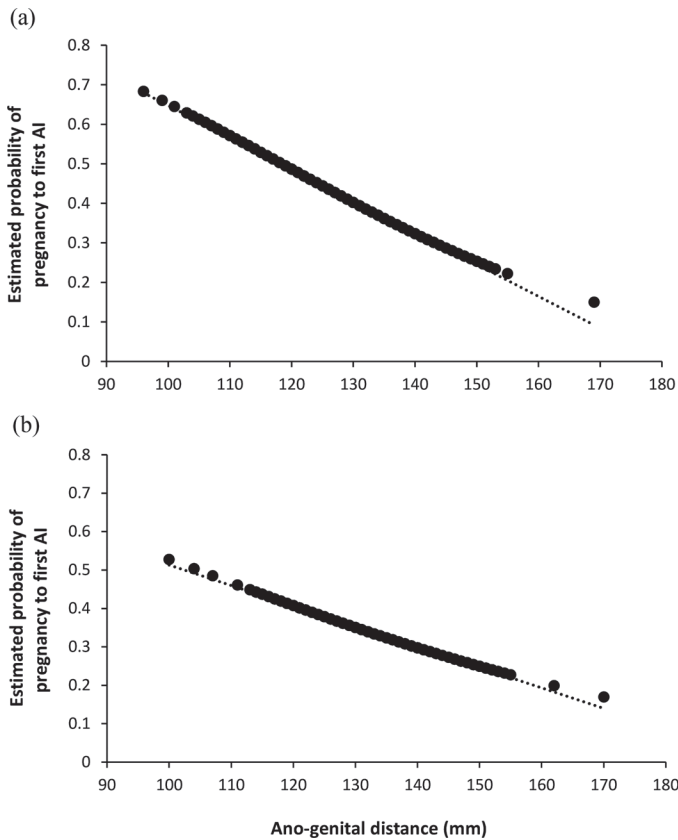 (a)
Estimated probability of
pregnancy to first AI
0.8
0.7
0.6
0.5
0.4
0.3
0.2
0.1
0
90 100 110 120 130 140 150 160 170 180
(b)
Estimated probability of
pregnancy to first AI
0.8
0.7
0.6
0.5
0.4
0.3
0.2
0.1
0
90 100 110 120 130 140 150 160 170 180
Ano-genital distance (mm)